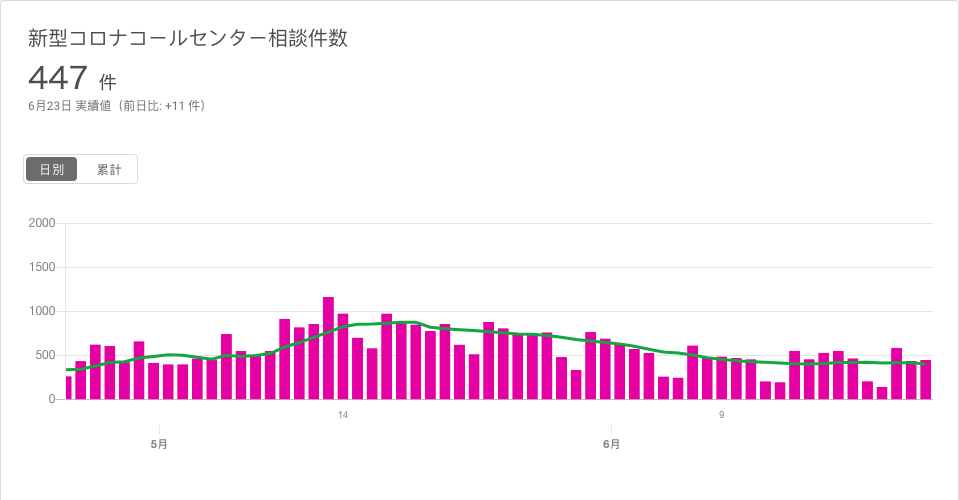 新型コロナコールセンター相談件数
447 件
6月23日 実績値（前日比: +11 件）
日別 累計
2000
1500
1000
500
0
14 9
5月 6月